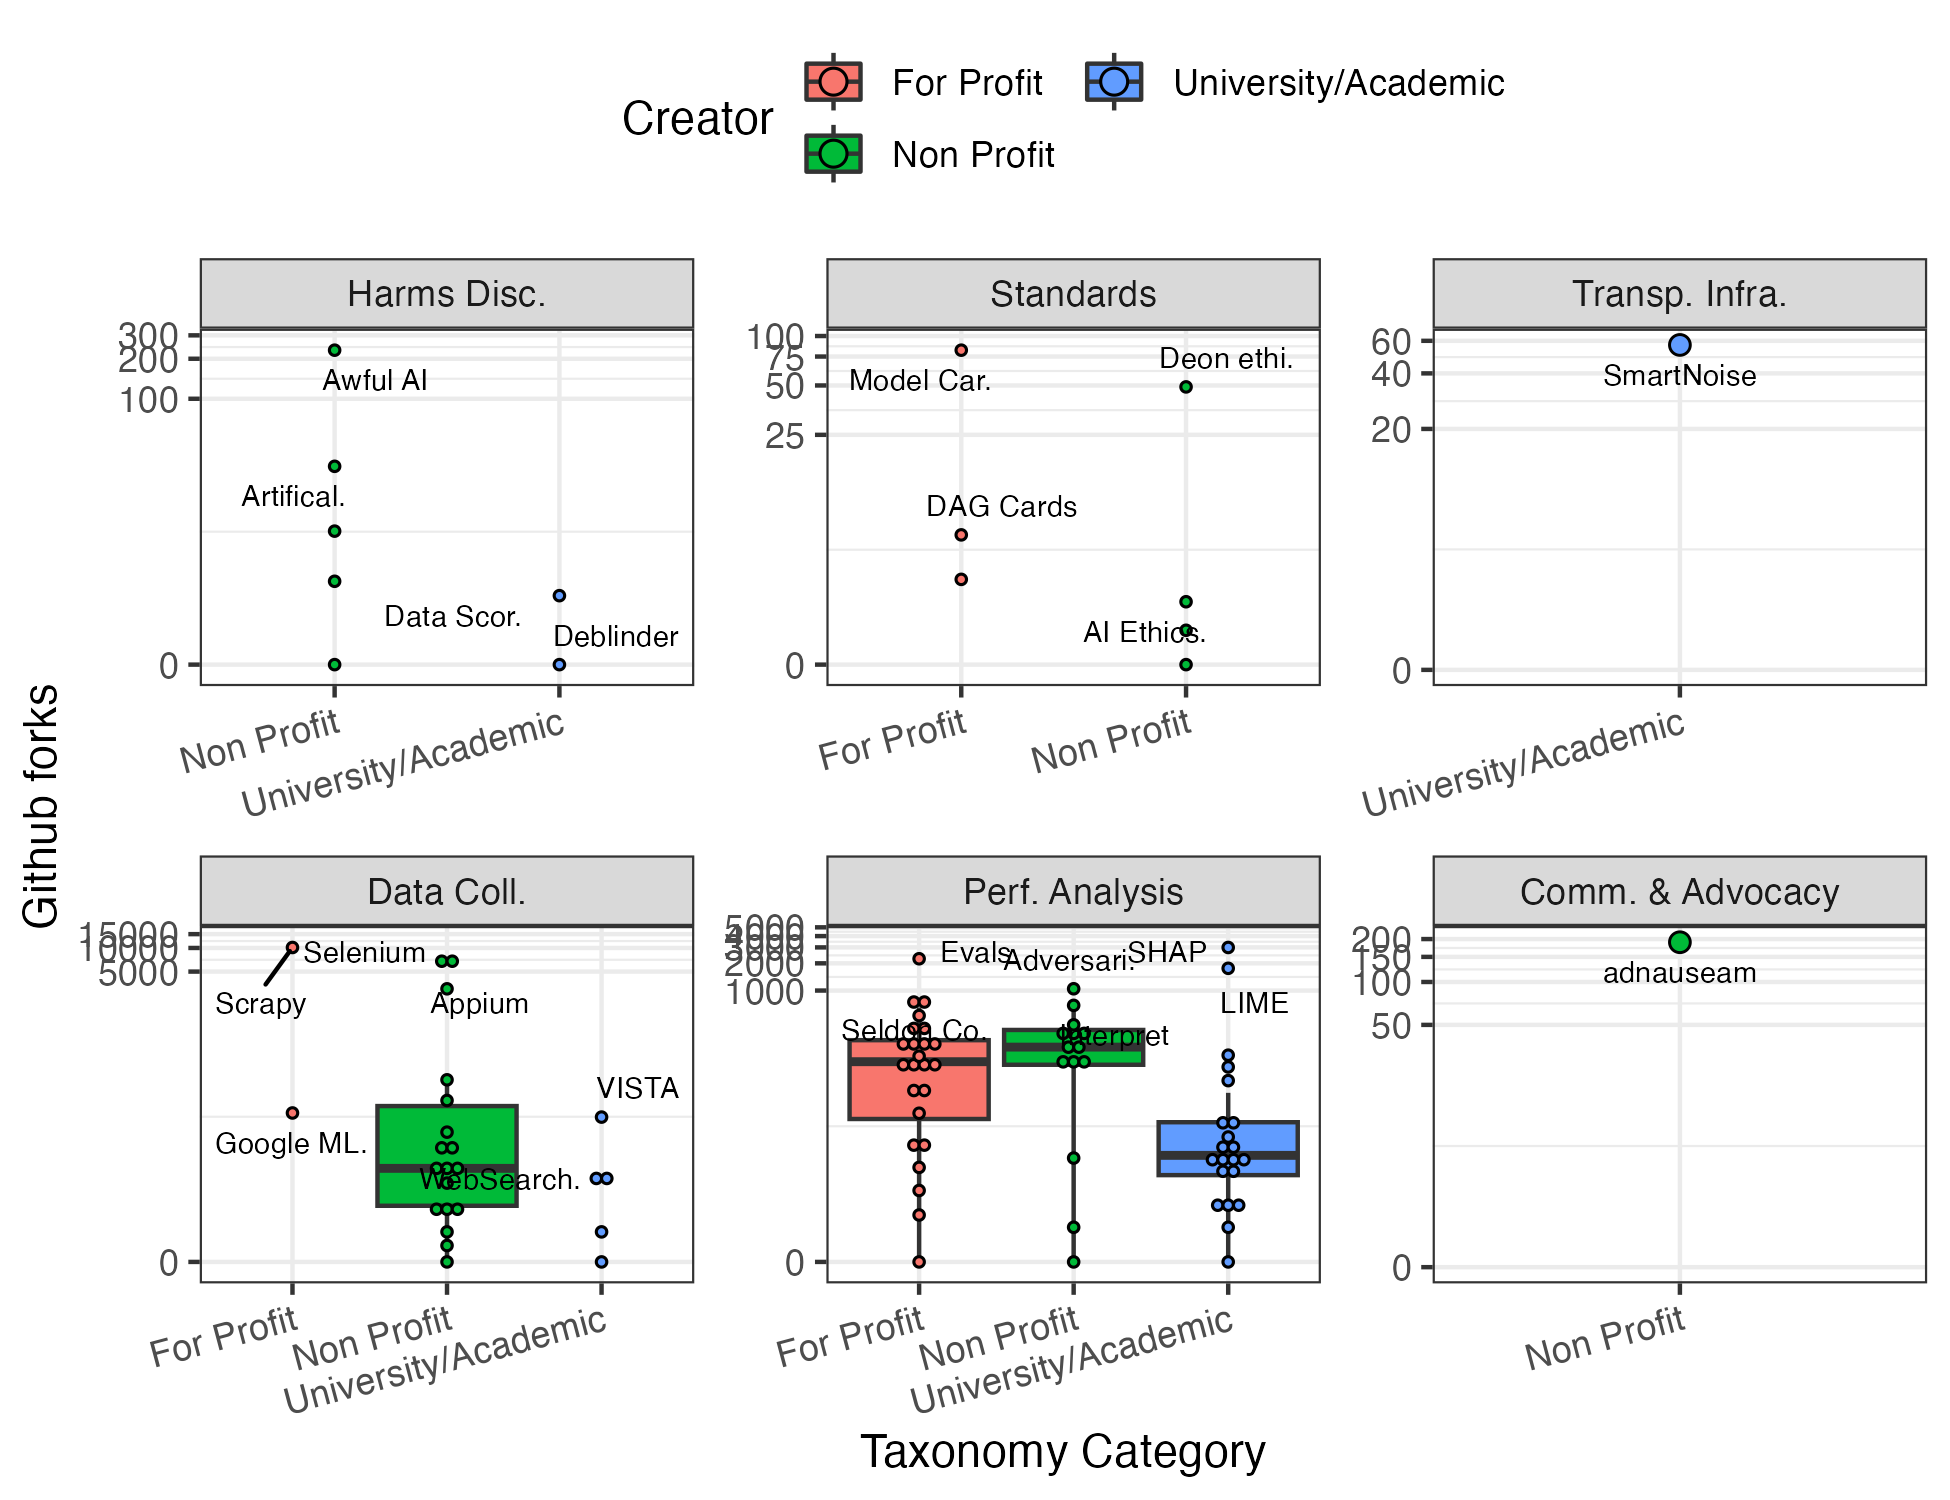 Creator
For Profit
University/Academic
Non Profit
Github forks
Harms Disc.
300
200
100
0
Awful AI
Artifical.
Data Scor.
Deblinder
Non Profit
University/Academic
Standards
100
75
50
25
0
Model Car.
Deon ethi.
DAG Cards
AI Ethics.
For Profit
Non Profit
Transp. Infra.
60
40
20
0
SmartNoise
University/Academic
Data Coll.
15000
10000
5000
0
Selenium
Scrapy
Appium
VISTA
Google ML.
WebSearch.
For Profit
Non Profit
University/Academic
Perf. Analysis
5000
4000
3000
2000
1000
0
Evals
Adversari.
SHAP
LIME
Seldon Co.
Interpret
For Profit
Non Profit
University/Academic
Comm. & Advocacy
200
150
100
50
0
adnauseam
Non Profit
Taxonomy Category